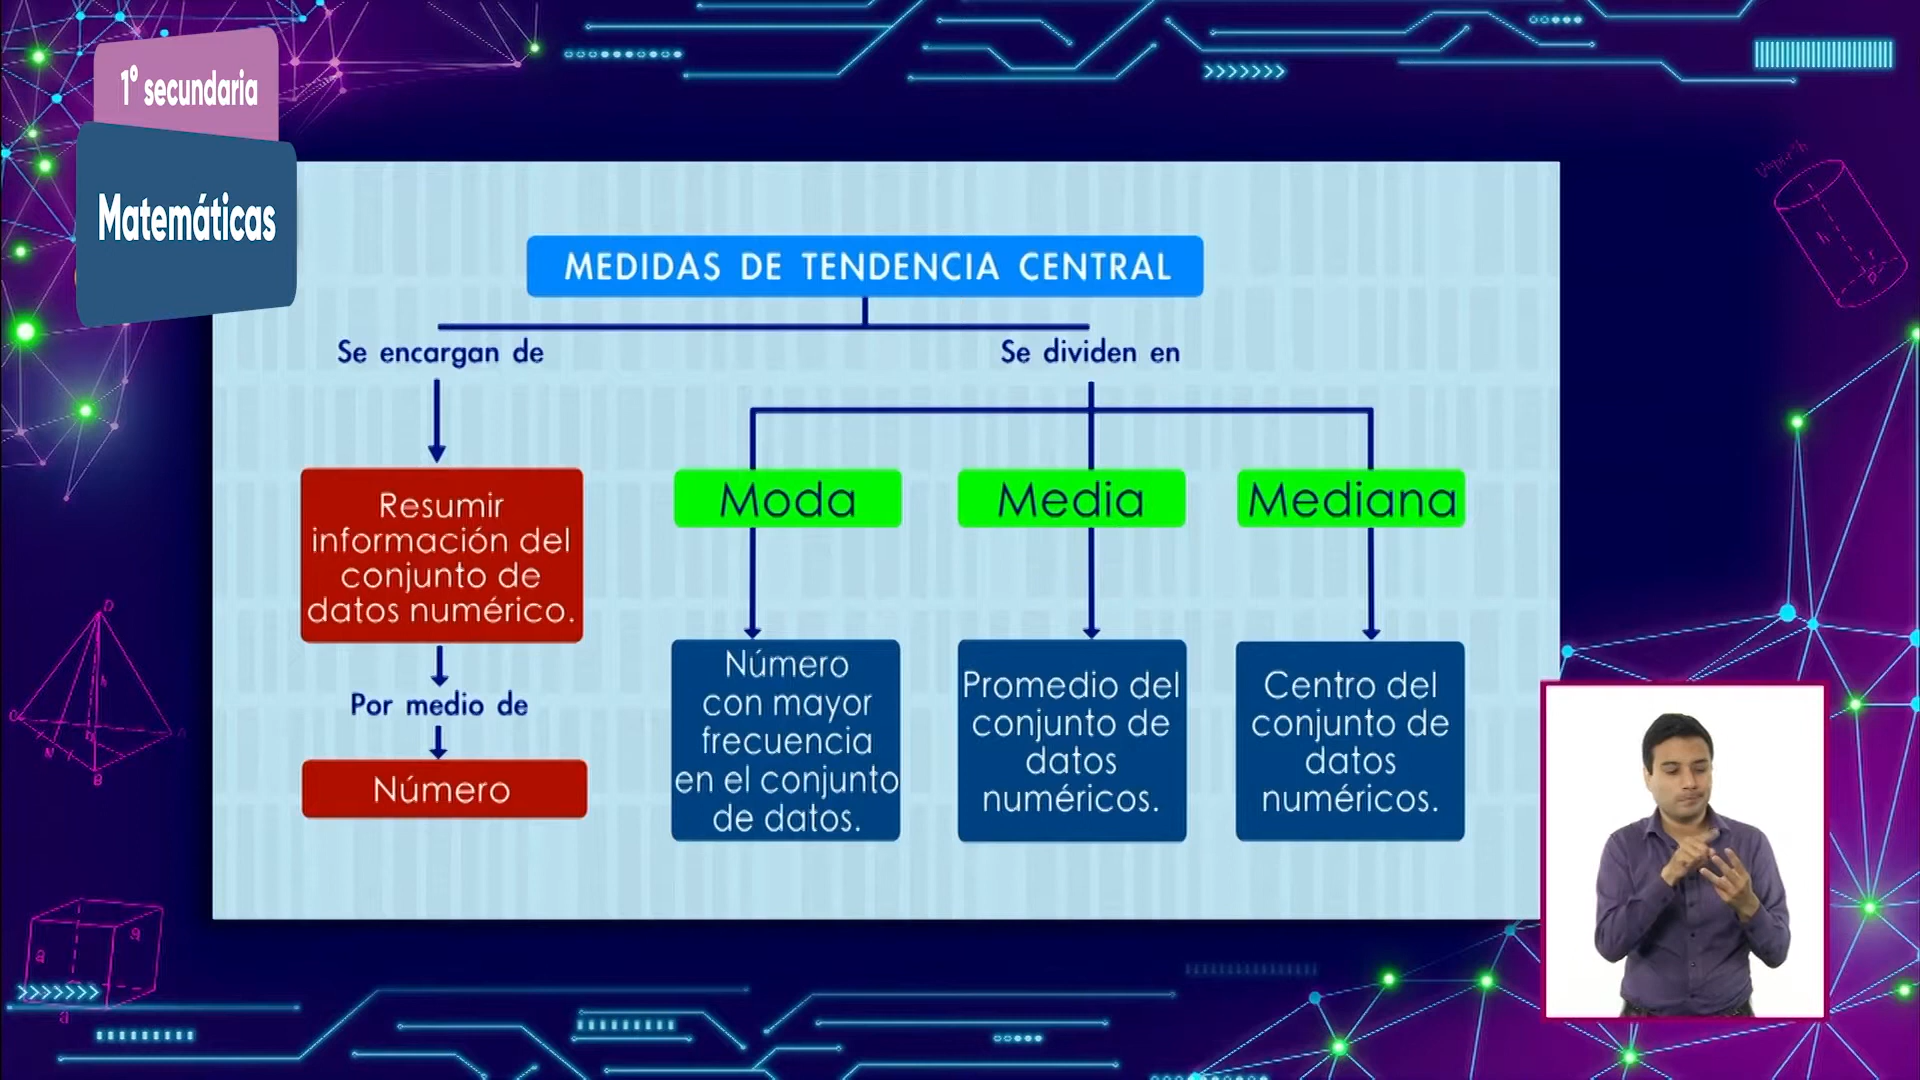 1° secundaria
Matemáticas
MEDIDAS DE TENDENCIA CENTRAL
Se encargan de
Se dividen en
Resumir
información del
conjunto de
datos numérico.
Por medio de
Número
Moda
Media
Mediana
Número
con mayor
frecuencia
en el conjunto
de datos.
Promedio del
conjunto de
datos
numéricos.
Centro del
conjunto de
datos
numéricos.